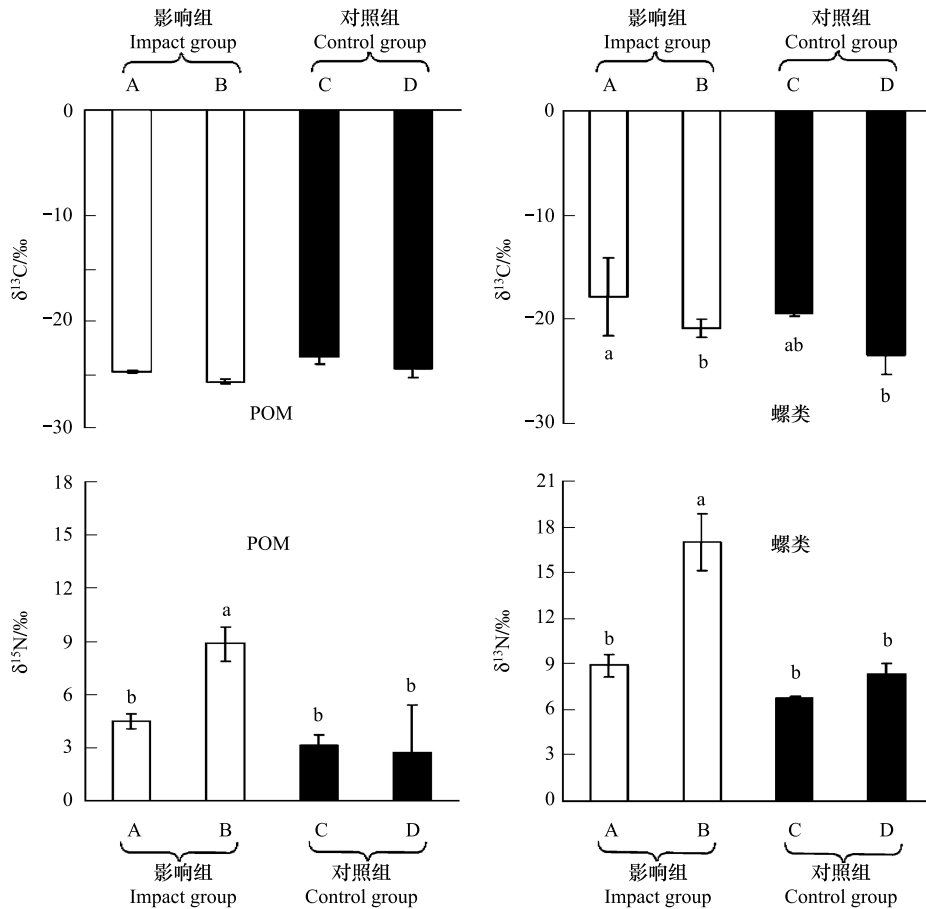 影响组
Impact group
对照组
Control group
A B C D
0
−10
−20
−30
δ¹³C/‰
POM
影响组
Impact group
对照组
Control group
A B C D
0
−10
−20
−30
δ¹³C/‰
a b ab b
螺类
18
15
12
9
6
3
0
δ¹⁵N/‰
POM
b a b b
A B C D
影响组
Impact group
对照组
Control group
21
18
15
12
9
6
3
0
δ¹³N/‰
螺类
b a b b
A B C D
影响组
Impact group
对照组
Control group